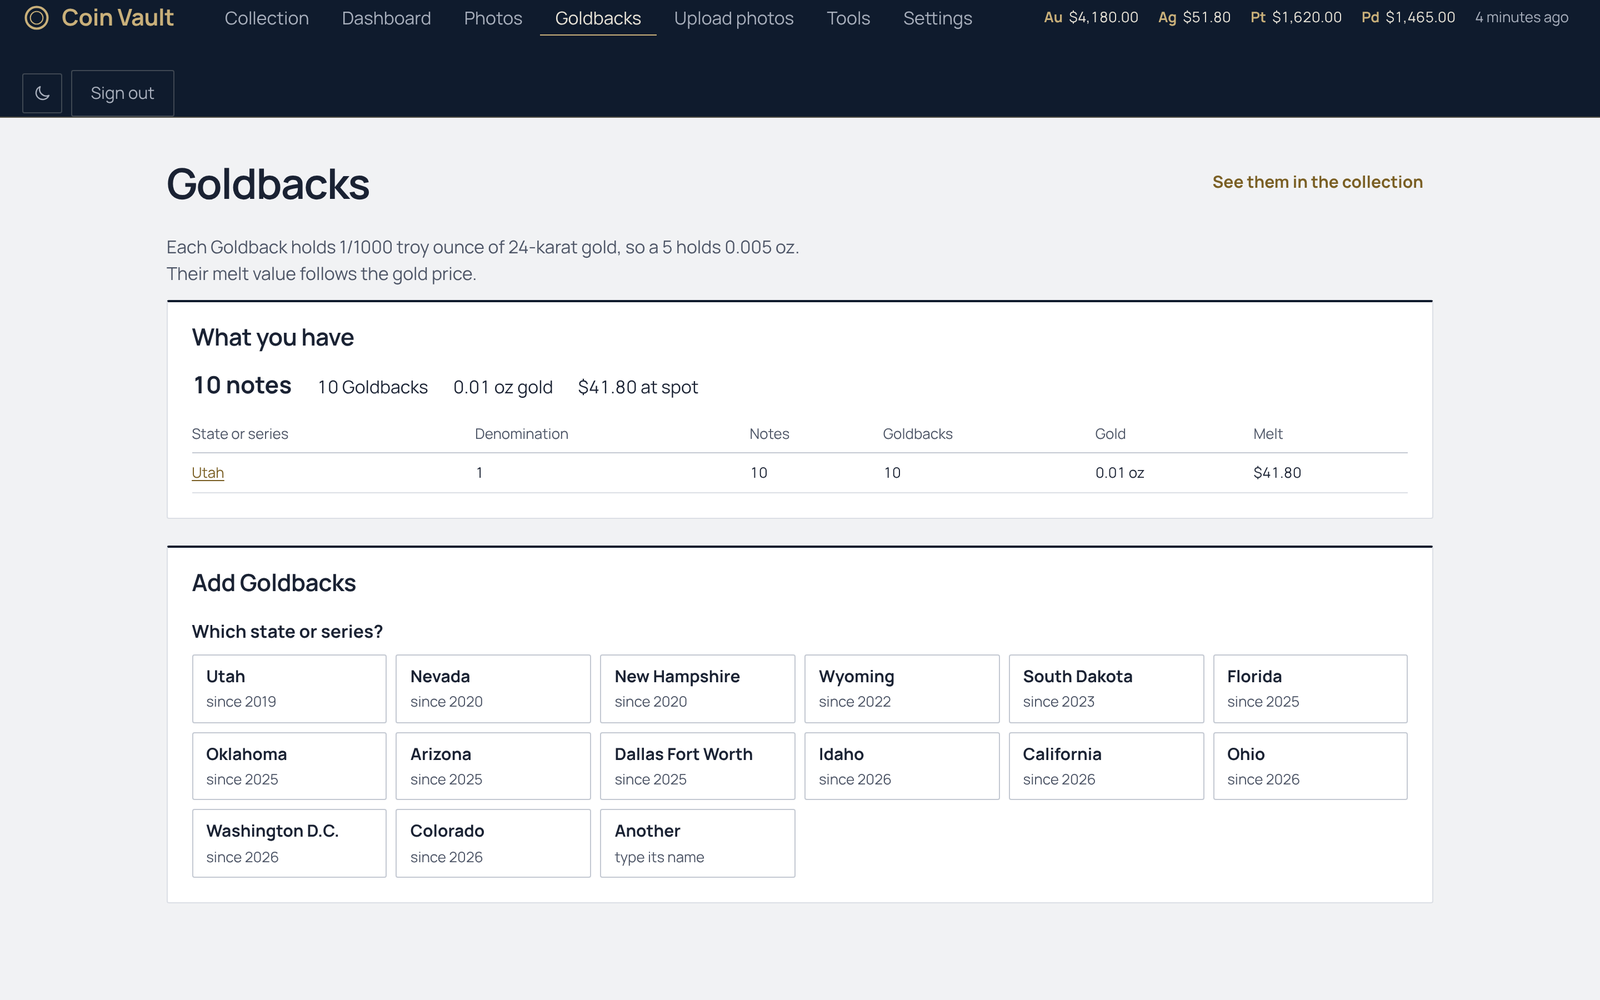 Coin Vault Collection Dashboard Photos Goldbacks Upload photos Tools Settings Au $4,180.00 Ag $51.80 Pt $1,620.00 Pd $1,465.00 4 minutes ago
Sign out
Goldbacks
See them in the collection
Each Goldback holds 1/1000 troy ounce of 24-karat gold, so a 5 holds 0.005 oz.
Their melt value follows the gold price.
What you have
10 notes 10 Goldbacks 0.01 oz gold $41.80 at spot
State or series Denomination Notes Goldbacks Gold Melt
Utah 1 10 10 0.01 oz $41.80
Add Goldbacks
Which state or series?
Utah Nevada New Hampshire Wyoming South Dakota Florida
since 2019 since 2020 since 2020 since 2022 since 2023 since 2025
Oklahoma Arizona Dallas Fort Worth Idaho California Ohio
since 2025 since 2025 since 2025 since 2026 since 2026 since 2026
Washington D.C. Colorado Another
since 2026 since 2026 type its name